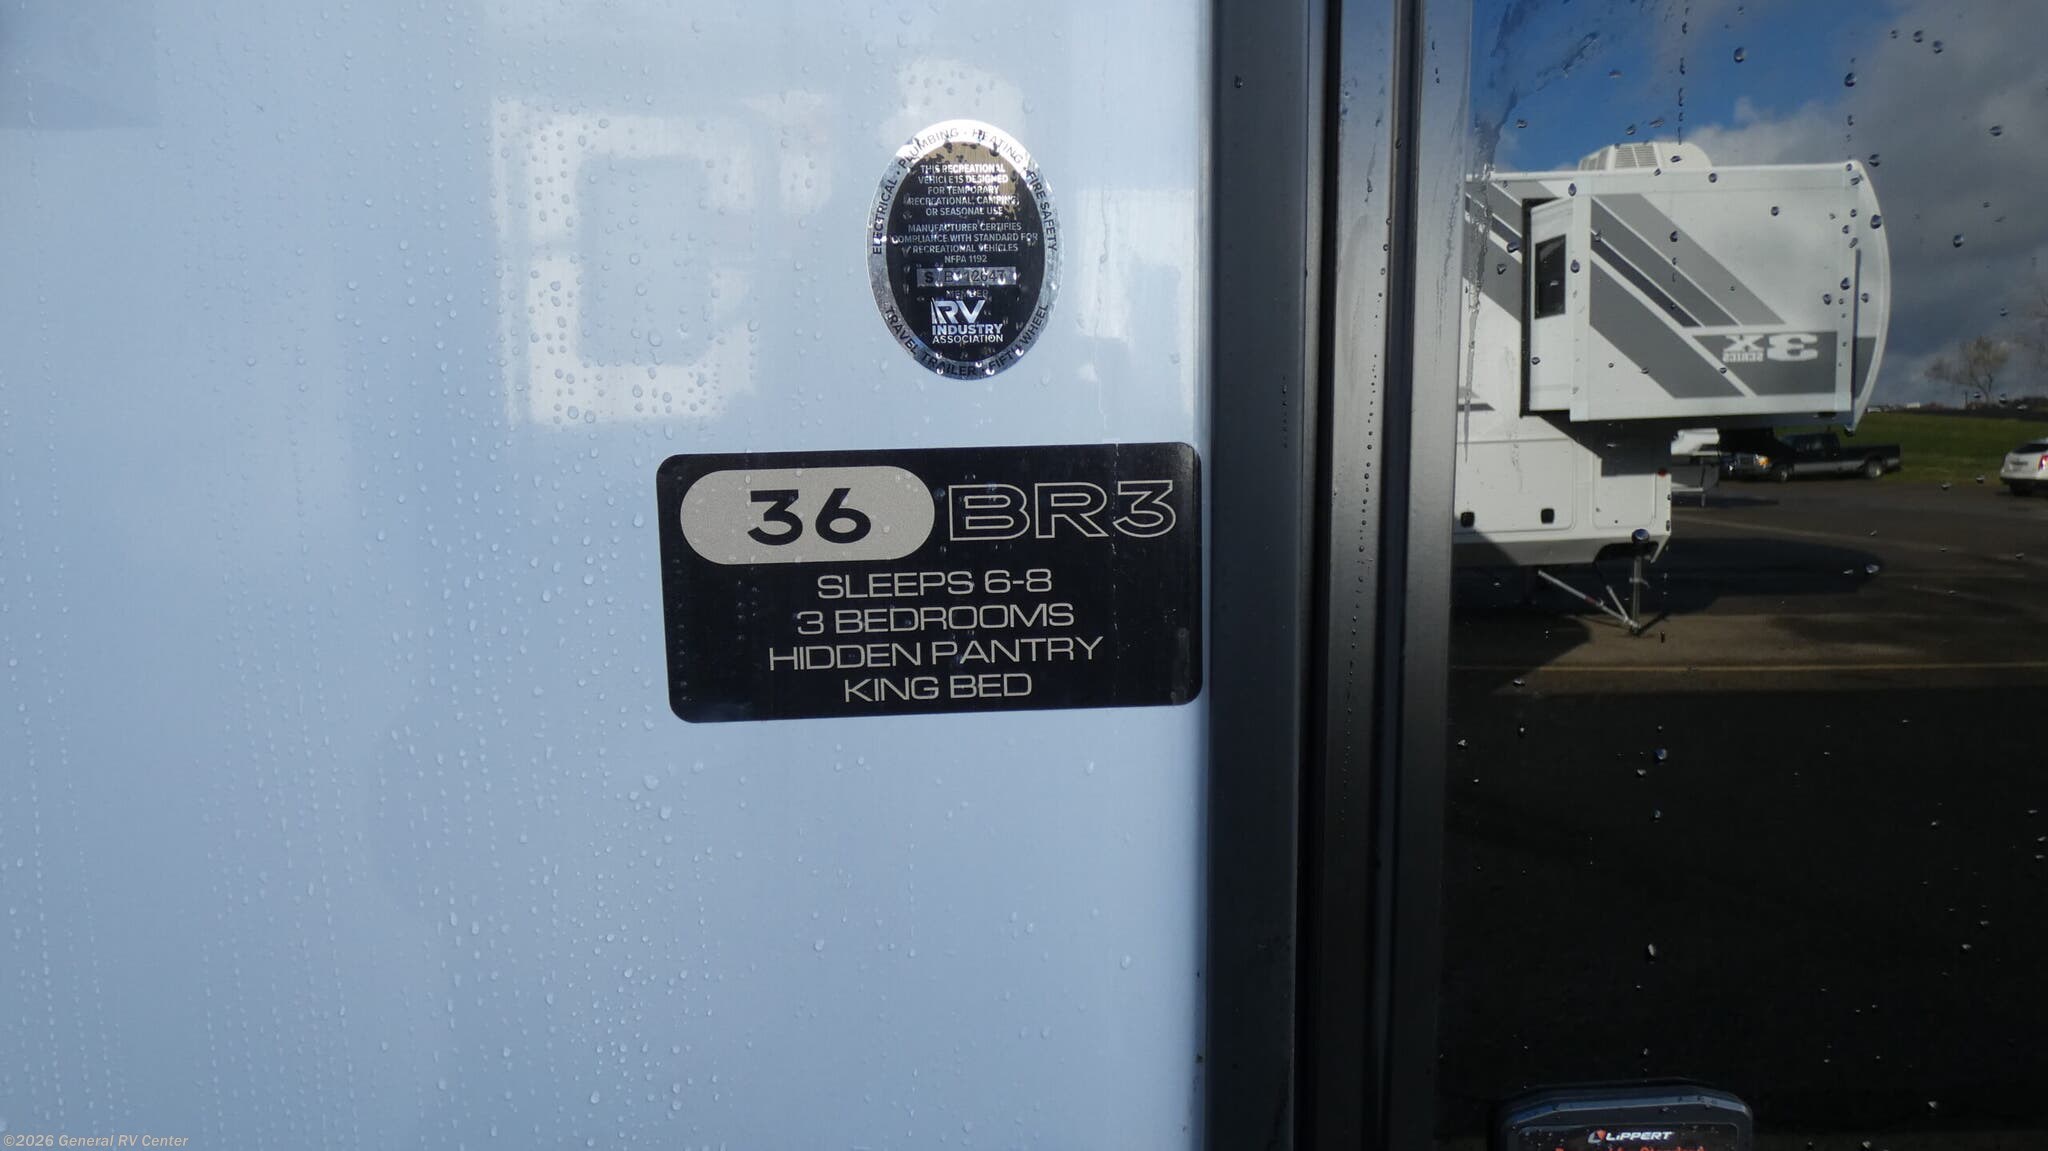 ELECTRICAL · PLUMBING · HEATING · FIRE SAFETY
THIS RECREATIONAL
VEHICLE IS DESIGNED
FOR TEMPORARY
RECREATIONAL, CAMPING,
OR SEASONAL USE
MANUFACTURER CERTIFIES
COMPLIANCE WITH STANDARD FOR
RECREATIONAL VEHICLES
NFPA 1192
MEMBER
RV
INDUSTRY
ASSOCIATION
TRAVEL TRAILER · FIFTH WHEEL
36 BR3
SLEEPS 6-8
3 BEDROOMS
HIDDEN PANTRY
KING BED
3X
SERIES
LIPPERT
©2026 General RV Center